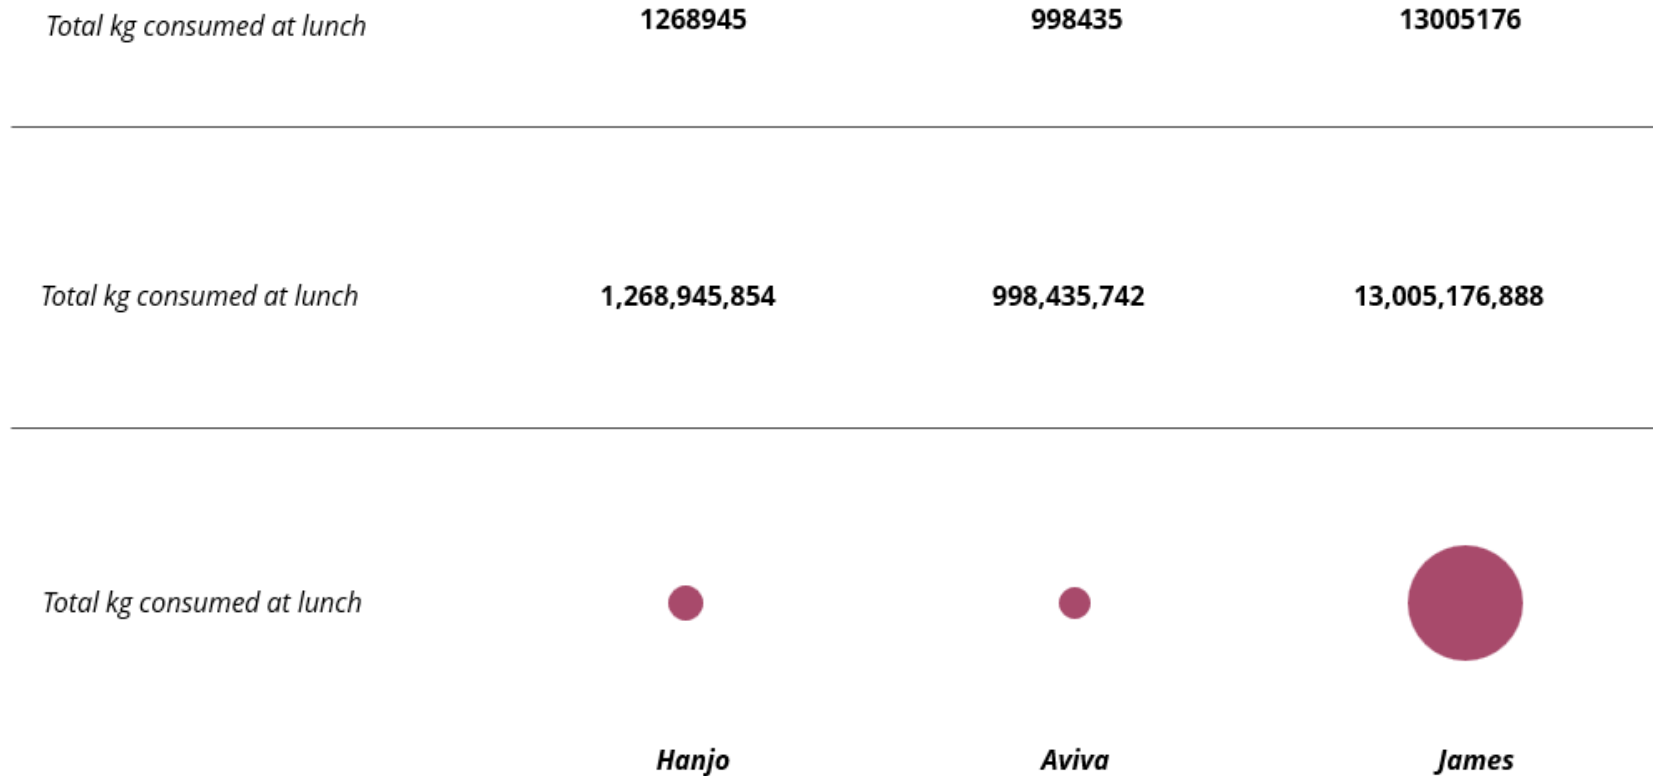 Total kg consumed at lunch 1268945 998435 13005176
Total kg consumed at lunch 1,268,945,854 998,435,742 13,005,176,888
Total kg consumed at lunch
Hanjo Aviva James